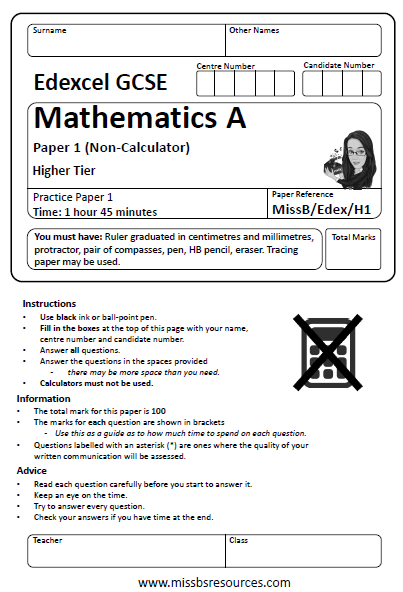 Surname
Other Names
Centre Number
Candidate Number
Edexcel GCSE
Mathematics A
Paper 1 (Non-Calculator)
Higher Tier
Practice Paper 1
Time: 1 hour 45 minutes
Paper Reference
MissB/Edex/H1
You must have: Ruler graduated in centimetres and millimetres,
protractor, pair of compasses, pen, HB pencil, eraser. Tracing
paper may be used.
Total Marks
Instructions
• Use black ink or ball-point pen.
• Fill in the boxes at the top of this page with your name,
centre number and candidate number.
• Answer all questions.
• Answer the questions in the spaces provided
- there may be more space than you need.
• Calculators must not be used.
Information
• The total mark for this paper is 100
• The marks for each question are shown in brackets
- Use this as a guide as to how much time to spend on each question.
• Questions labelled with an asterisk (*) are ones where the quality of your
written communication will be assessed.
Advice
• Read each question carefully before you start to answer it.
• Keep an eye on the time.
• Try to answer every question.
• Check your answers if you have time at the end.
Teacher
Class
www.missbsresources.com